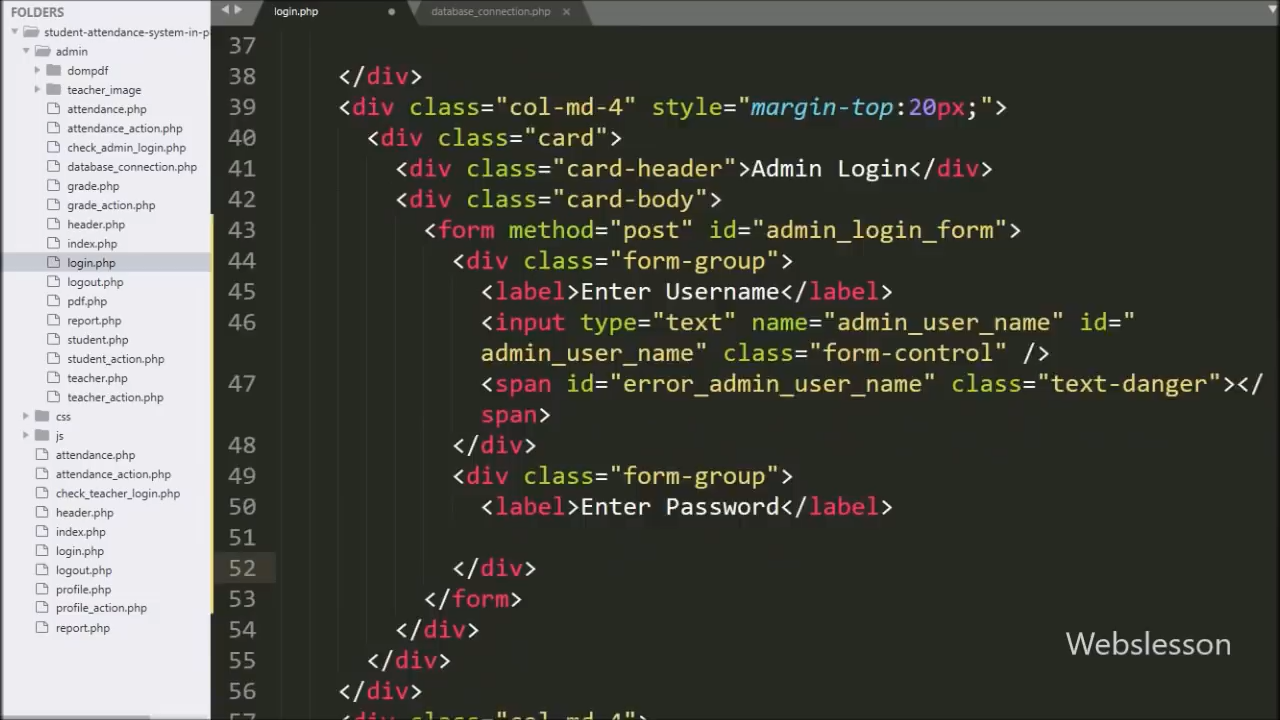 FOLDERS
student-attendance-system-in-p
admin
dompdf
teacher_image
attendance.php
attendance_action.php
check_admin_login.php
database_connection.php
grade.php
grade_action.php
header.php
index.php
login.php
logout.php
pdf.php
report.php
student.php
student_action.php
teacher.php
teacher_action.php
css
js
attendance.php
attendance_action.php
check_teacher_login.php
header.php
index.php
login.php
logout.php
profile.php
profile_action.php
report.php
login.php
database_connection.php
37
38 </div>
39 <div class="col-md-4" style="margin-top:20px;">
40 <div class="card">
41 <div class="card-header">Admin Login</div>
42 <div class="card-body">
43 <form method="post" id="admin_login_form">
44 <div class="form-group">
45 <label>Enter Username</label>
46 <input type="text" name="admin_user_name" id="
admin_user_name" class="form-control" />
47 <span id="error_admin_user_name" class="text-danger"></
span>
48 </div>
49 <div class="form-group">
50 <label>Enter Password</label>
51
52 </div>
53 </form>
54 </div>
55 </div>
56 </div>
57 <div class="col-md-4">
Webslesson